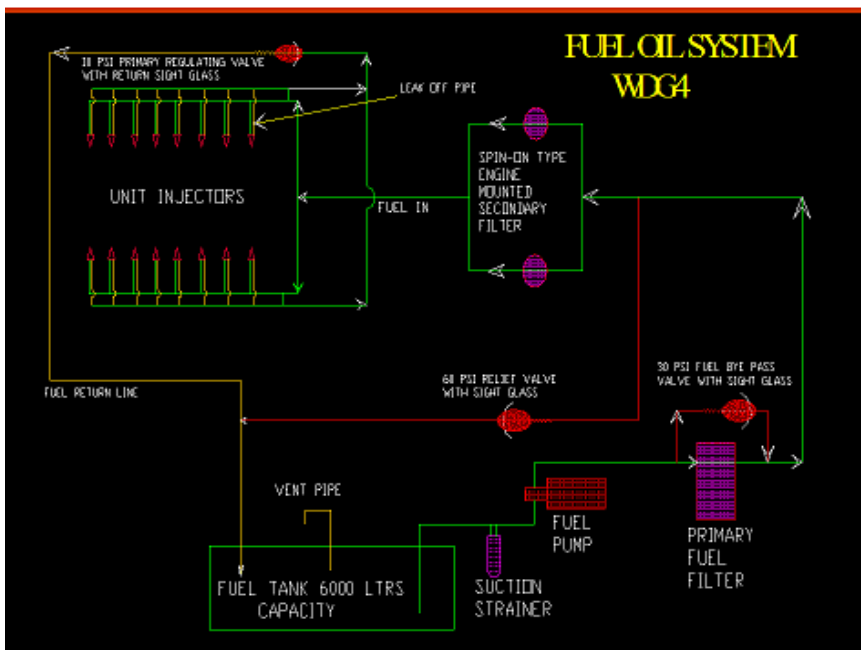 FUEL OIL SYSTEM
WDG4
10 PSI PRIMARY REGULATING VALVE
WITH RETURN SIGHT GLASS
LEAK OFF PIPE
SPIN-ON TYPE
ENGINE
MOUNTED
SECONDARY
FILTER
UNIT INJECTORS
FUEL IN
60 PSI RELIEF VALVE
WITH SIGHT GLASS
30 PSI FUEL BYE PASS
VALVE WITH SIGHT GLASS
FUEL RETURN LINE
VENT PIPE
FUEL
PUMP
PRIMARY
FUEL
FILTER
FUEL TANK 6000 LTRS
CAPACITY
SUCTION
STRAINER